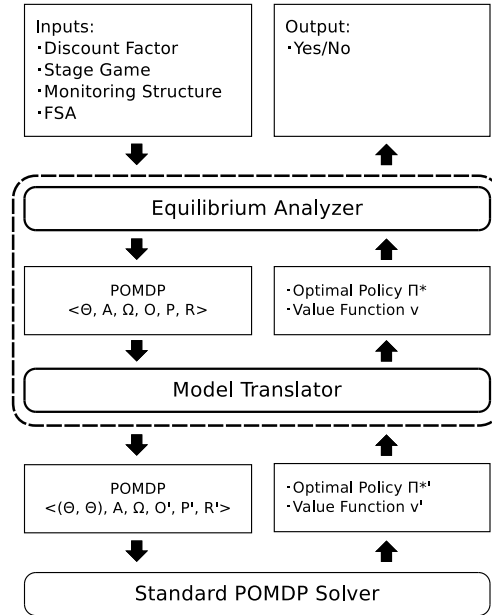 Inputs:
·Discount Factor
·Stage Game
·Monitoring Structure
·FSA
Output:
·Yes/No
Equilibrium Analyzer
POMDP
<Θ, A, Ω, O, P, R>
·Optimal Policy Π*
·Value Function v
Model Translator
POMDP
<(Θ, Θ), A, Ω, O', P', R'>
·Optimal Policy Π*'
·Value Function v'
Standard POMDP Solver